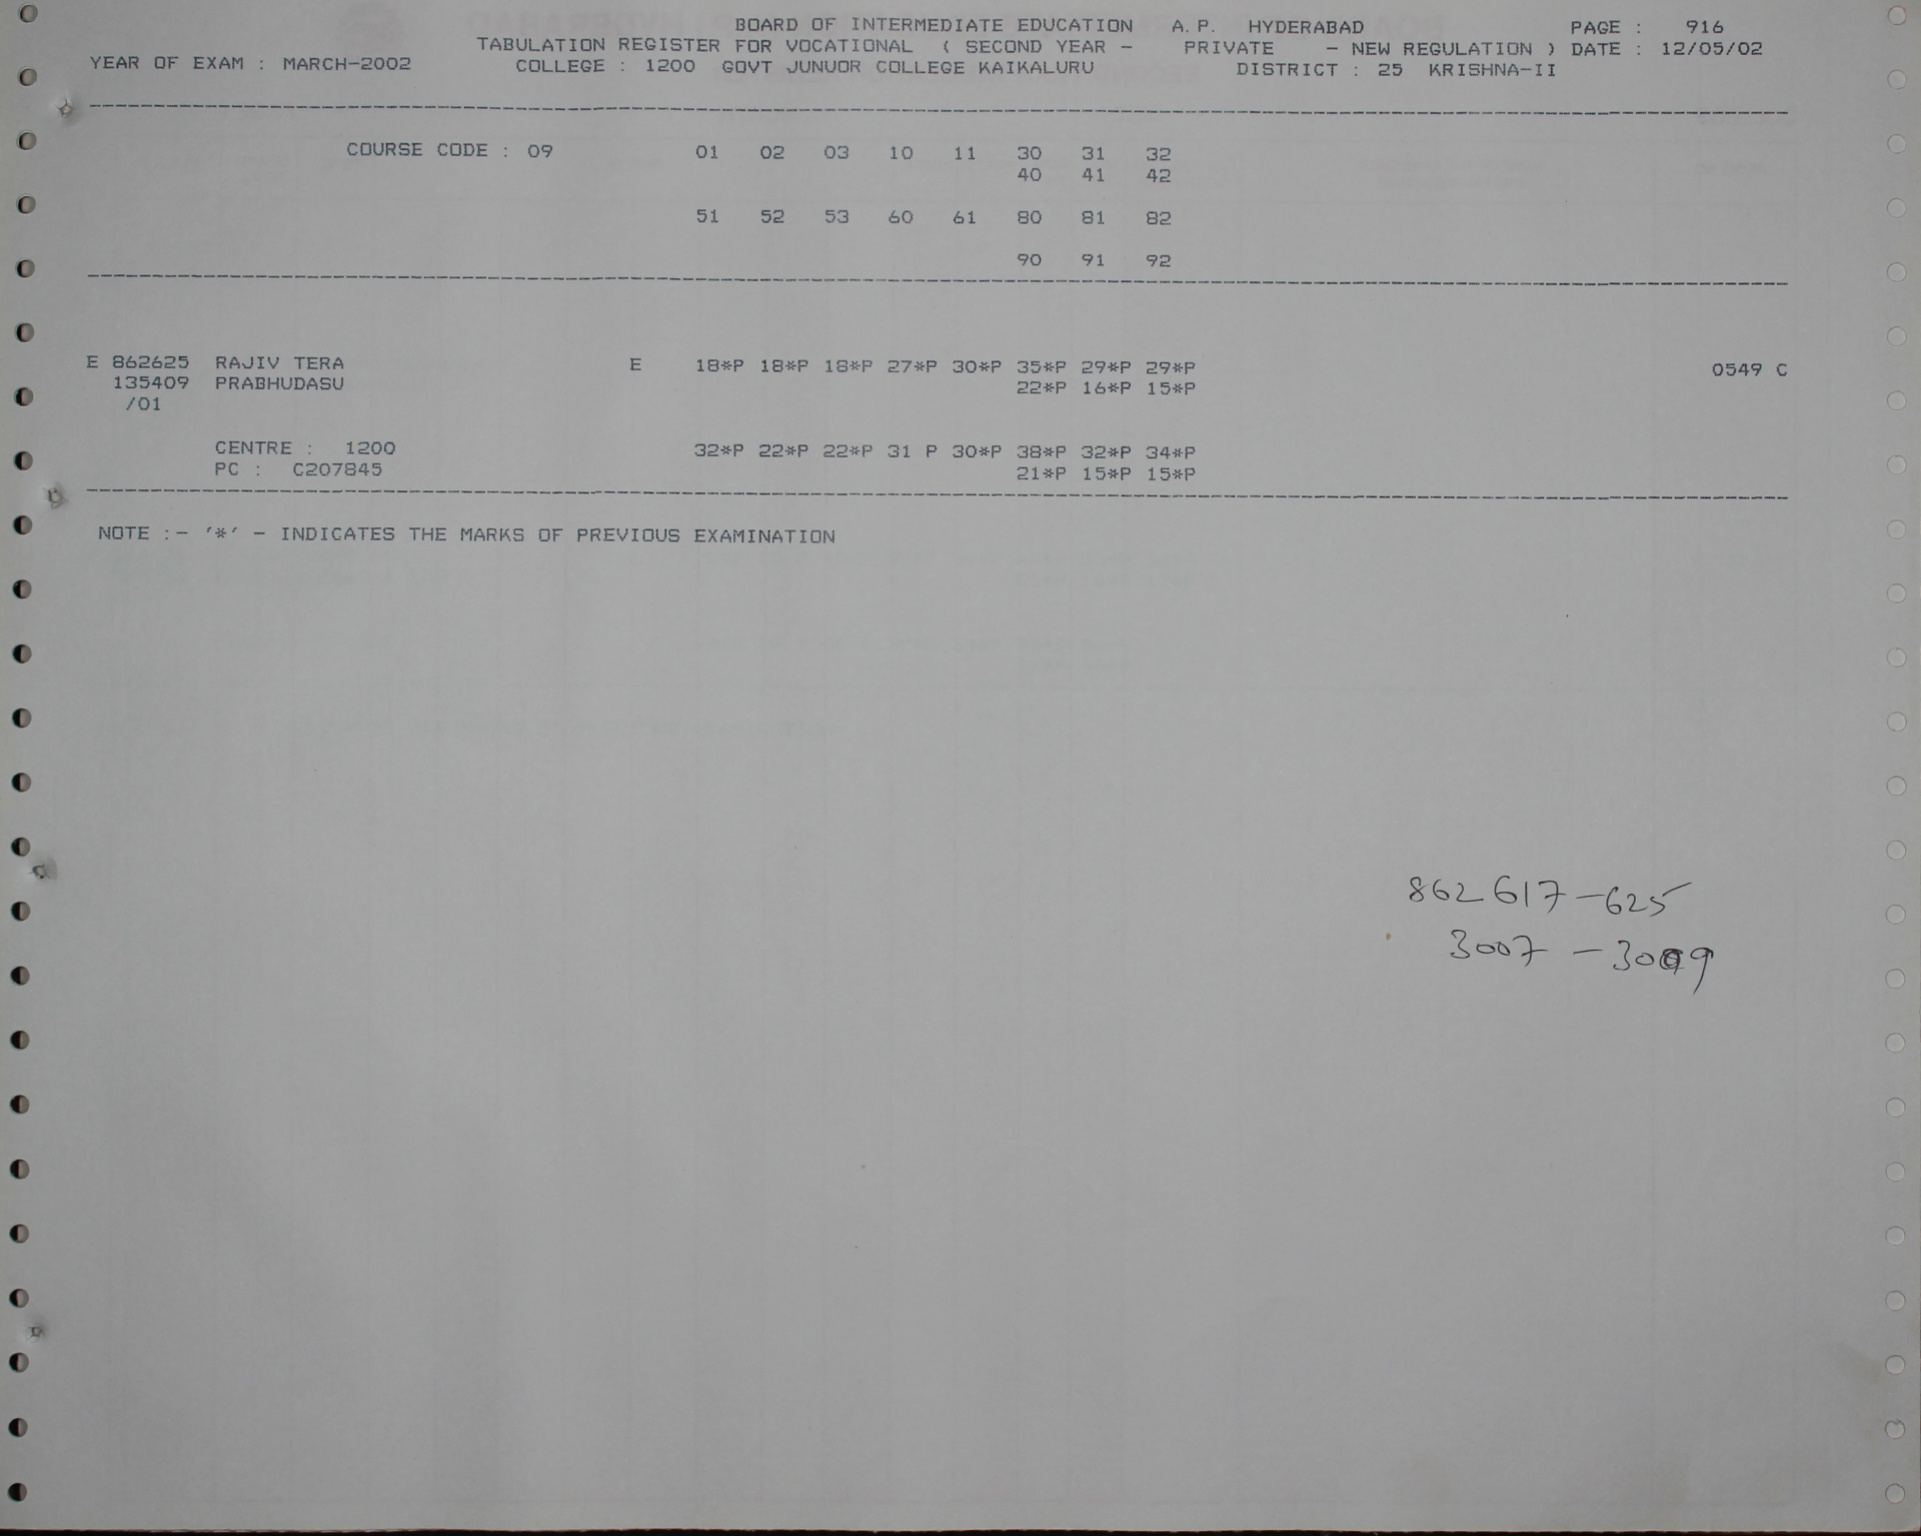 BOARD OF INTERMEDIATE EDUCATION A.P. HYDERABAD PAGE : 916
TABULATION REGISTER FOR VOCATIONAL ( SECOND YEAR - PRIVATE - NEW REGULATION ) DATE : 12/05/02
YEAR OF EXAM : MARCH-2002 COLLEGE : 1200 GOVT JUNUOR COLLEGE KAIKALURU DISTRICT : 25 KRISHNA-II
COURSE CODE : 09 01 02 03 10 11 30 31 32
40 41 42
51 52 53 60 61 80 81 82
90 91 92
E 862625 RAJIV TERA E 18*P 18*P 18*P 27*P 30*P 35*P 29*P 29*P 0549 C
135409 PRABHUDASU 22*P 16*P 15*P
/01
CENTRE : 1200 32*P 22*P 22*P 31 P 30*P 38*P 32*P 34*P
PC : C207845 21*P 15*P 15*P
NOTE :- '*' - INDICATES THE MARKS OF PREVIOUS EXAMINATION
862617-625
3007 - 3009